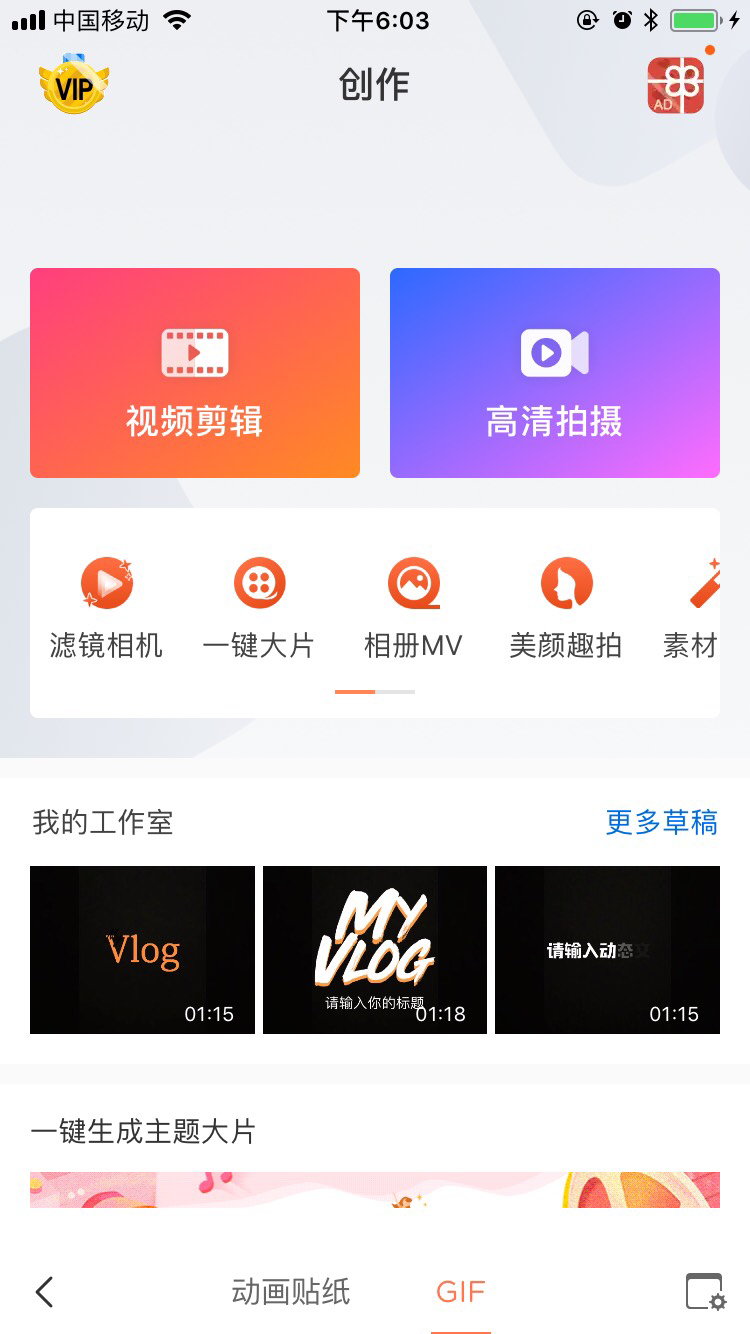 中国移动
下午6:03
VIP
创作
AD
视频剪辑
高清拍摄
滤镜相机
一键大片
相册MV
美颜趣拍
素材
我的工作室
更多草稿
Vlog
01:15
MY
VLOG
请输入你的标题
01:18
请输入动态文
01:15
一键生成主题大片
动画贴纸
GIF